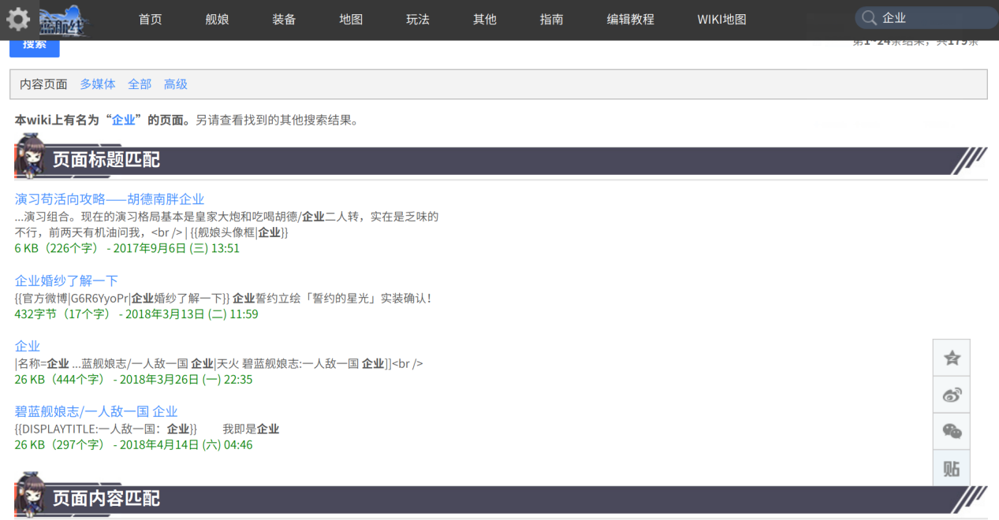 蓝航线
首页 舰娘 装备 地图 玩法 其他 指南 编辑教程 WIKI地图 企业
搜索
第1~24条结果，共179条
内容页面 多媒体 全部 高级
本wiki上有名为“企业”的页面。另请查看找到的其他搜索结果。
页面标题匹配
演习苟活向攻略——胡德南胖企业
...演习组合。现在的演习格局基本是皇家大炮和吃喝胡德/企业二人转，实在是乏味的
不行，前两天有机油问我，<br /> | {{舰娘头像框|企业}}
6 KB（226个字） - 2017年9月6日 (三) 13:51
企业婚纱了解一下
{{官方微博|G6R6YyoPr|企业婚纱了解一下}} 企业誓约立绘「誓约的星光」实装确认！
432字节（17个字） - 2018年3月13日 (二) 11:59
企业
|名称=企业 ...蓝舰娘志/一人敌一国 企业|天火 碧蓝舰娘志:一人敌一国 企业]]<br />
26 KB（444个字） - 2018年3月26日 (一) 22:35
碧蓝舰娘志/一人敌一国 企业
{{DISPLAYTITLE:一人敌一国：企业}} 我即是企业
26 KB（297个字） - 2018年4月14日 (六) 04:46
贴
页面内容匹配